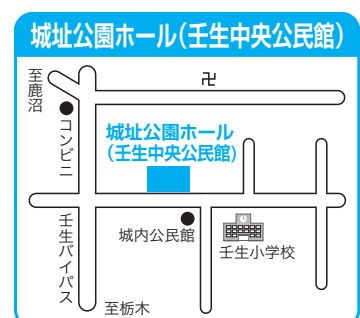 城址公園ホール(壬生中央公民館)
至鹿沼
卍
コンビニ
城址公園ホール
(壬生中央公民館)
城内公民館
壬生小学校
壬生バイパス
至栃木